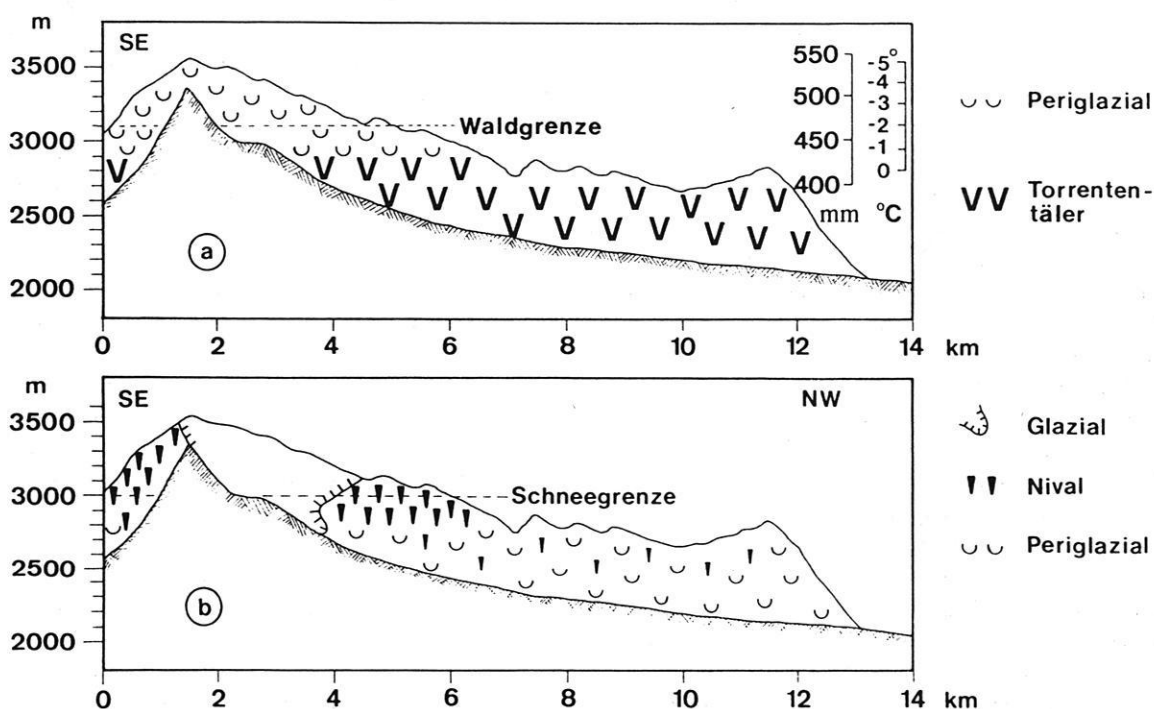 m
SE
3500
3000
2500
2000
Waldgrenze
550
500
450
400
mm
-5°
-4
-3
-2
-1
0
°C
a
0 2 4 6 8 10 12 14 km
Periglazial
Torrenten-
täler
m
SE
NW
3500
3000
2500
2000
Schneegrenze
b
0 2 4 6 8 10 12 14 km
Glazial
Nival
Periglazial